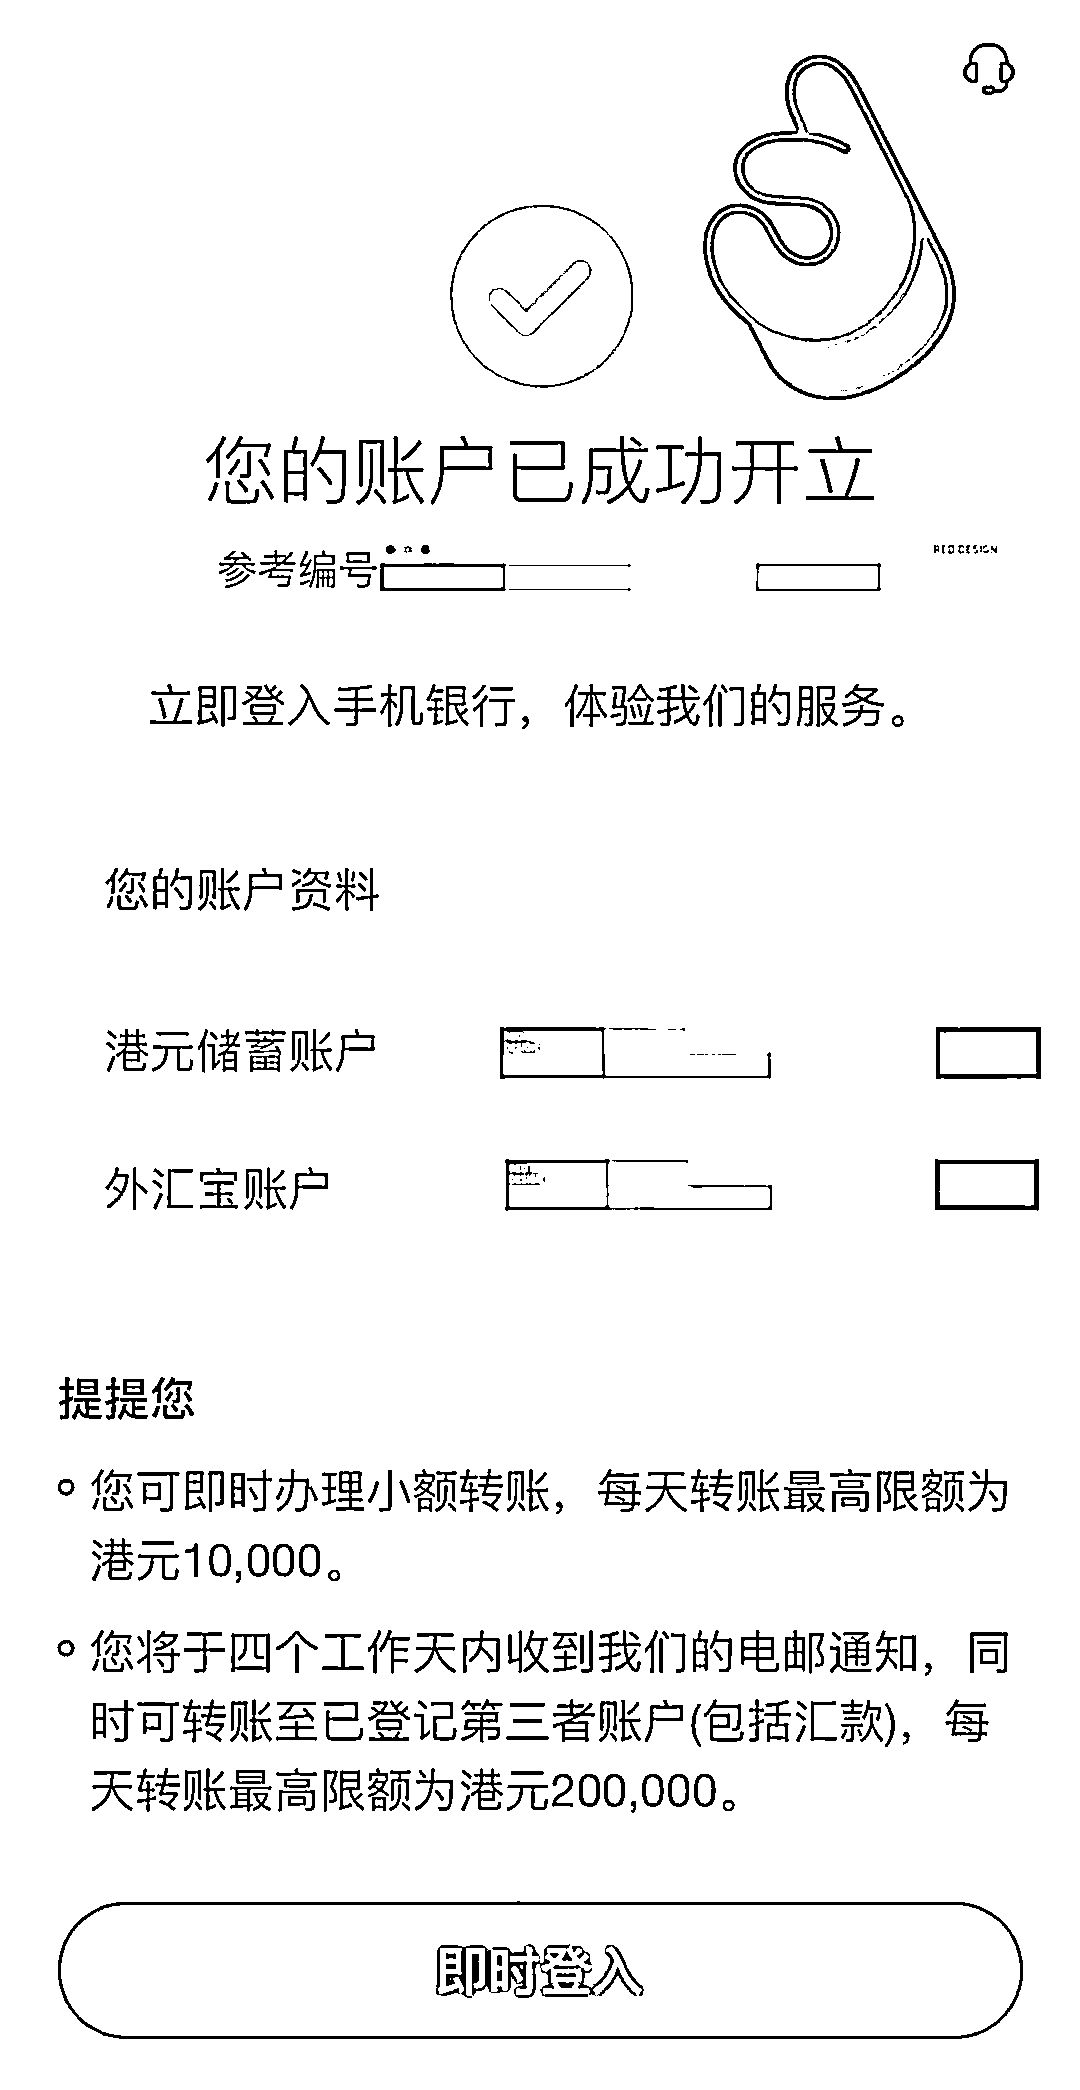 您的账户已成功开立
参考编号
RED DESIGN
立即登入手机银行，体验我们的服务。
您的账户资料
港元储蓄账户
外汇宝账户
提提您
您可即时办理小额转账，每天转账最高限额为
港元10,000。
您将于四个工作天内收到我们的电邮通知，同
时可转账至已登记第三者账户(包括汇款)，每
天转账最高限额为港元200,000。
即时登入